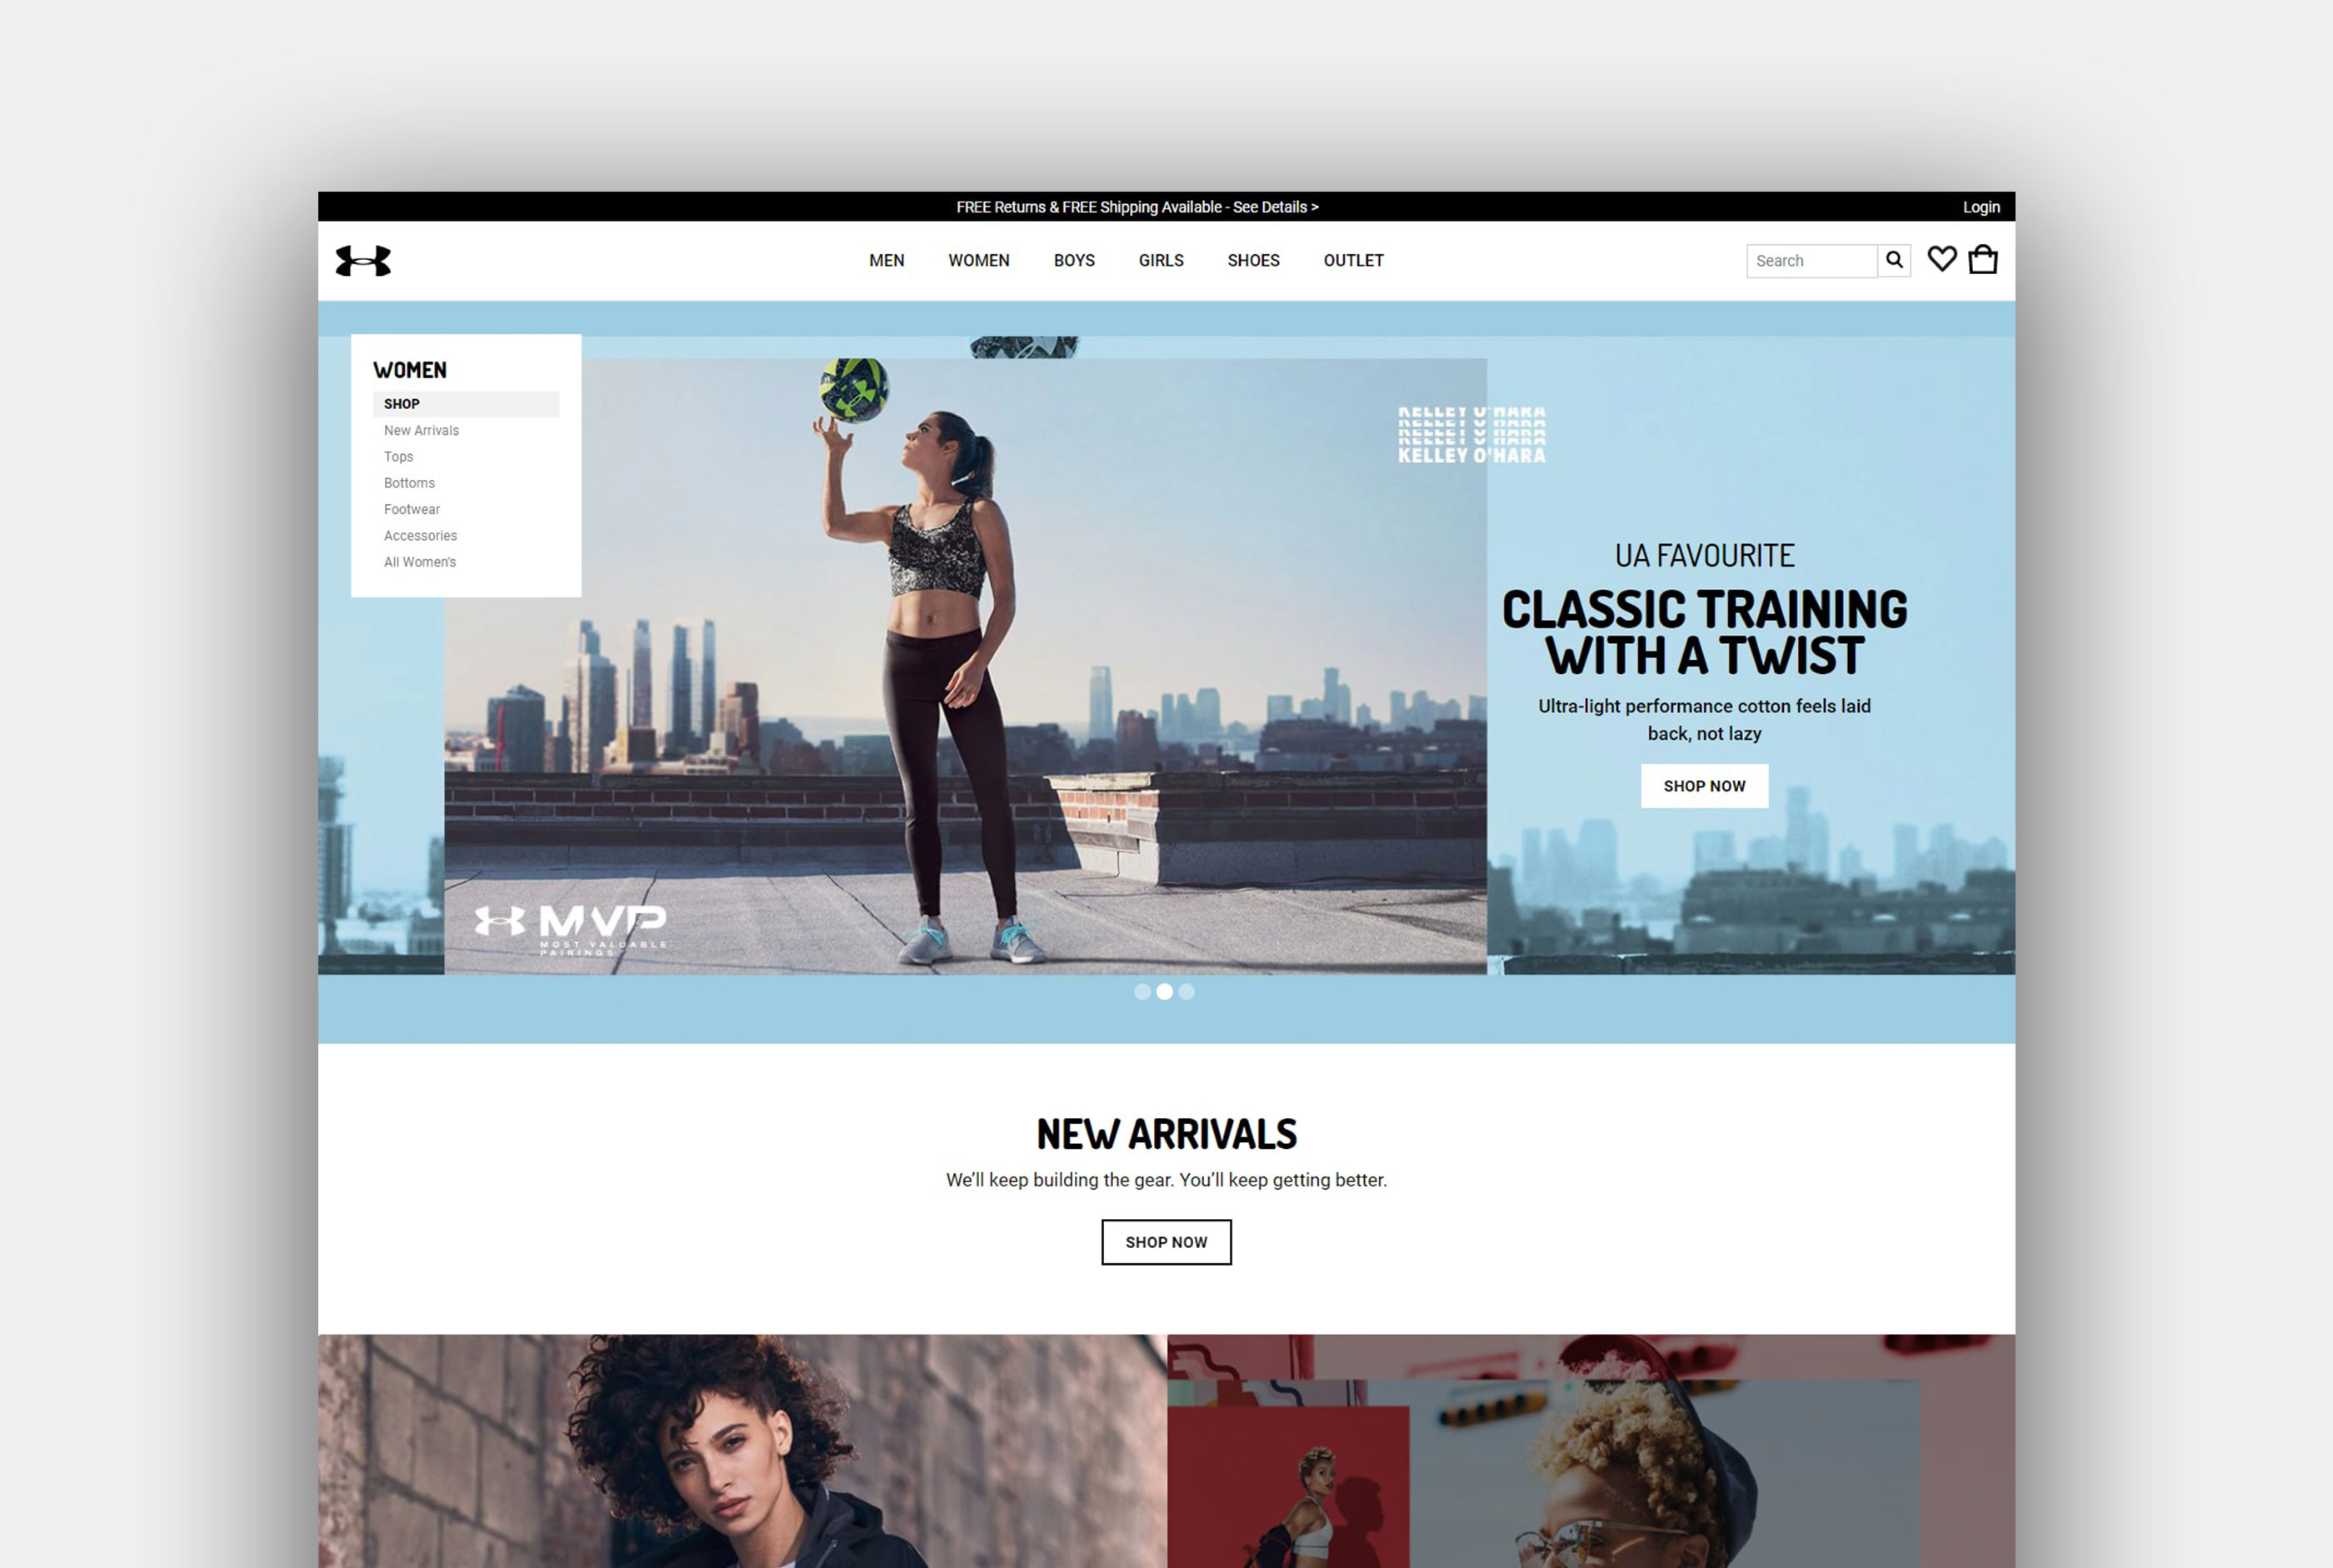 FREE Returns & FREE Shipping Available - See Details >
Login
MEN WOMEN BOYS GIRLS SHOES OUTLET
Search
WOMEN
SHOP
New Arrivals
Tops
Bottoms
Footwear
Accessories
All Women's
KELLEY O'HARA
KELLEY O'HARA
KELLEY O'HARA
KELLEY O'HARA
UA FAVOURITE
CLASSIC TRAINING
WITH A TWIST
Ultra-light performance cotton feels laid
back, not lazy
SHOP NOW
MVP
MOST VALUABLE
PAIRINGS
NEW ARRIVALS
We’ll keep building the gear. You’ll keep getting better.
SHOP NOW